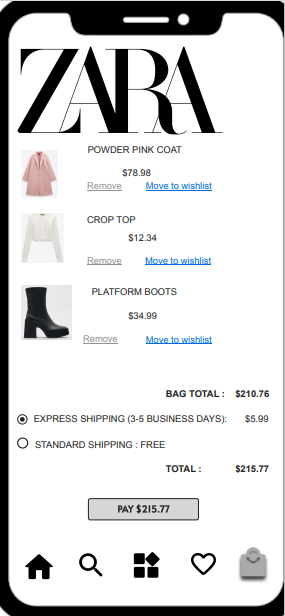 ZARA
POWDER PINK COAT
$78.98
Remove Move to wishlist
CROP TOP
$12.34
Remove Move to wishlist
PLATFORM BOOTS
$34.99
Remove Move to wishlist
BAG TOTAL : $210.76
EXPRESS SHIPPING (3-5 BUSINESS DAYS): $5.99
STANDARD SHIPPING : FREE
TOTAL : $215.77
PAY $215.77